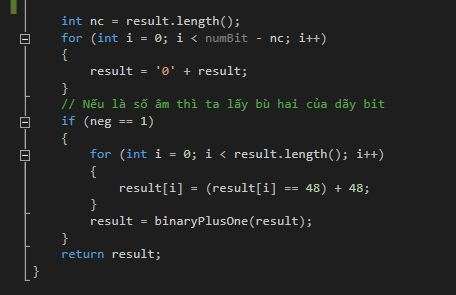 int nc = result.length();
for (int i = 0; i < numBit - nc; i++)
{
result = '0' + result;
}
// Nếu là số âm thì ta lấy bù hai của dãy bit
if (neg == 1)
{
for (int i = 0; i < result.length(); i++)
{
result[i] = (result[i] == 48) + 48;
}
result = binaryPlusOne(result);
}
return result;
}